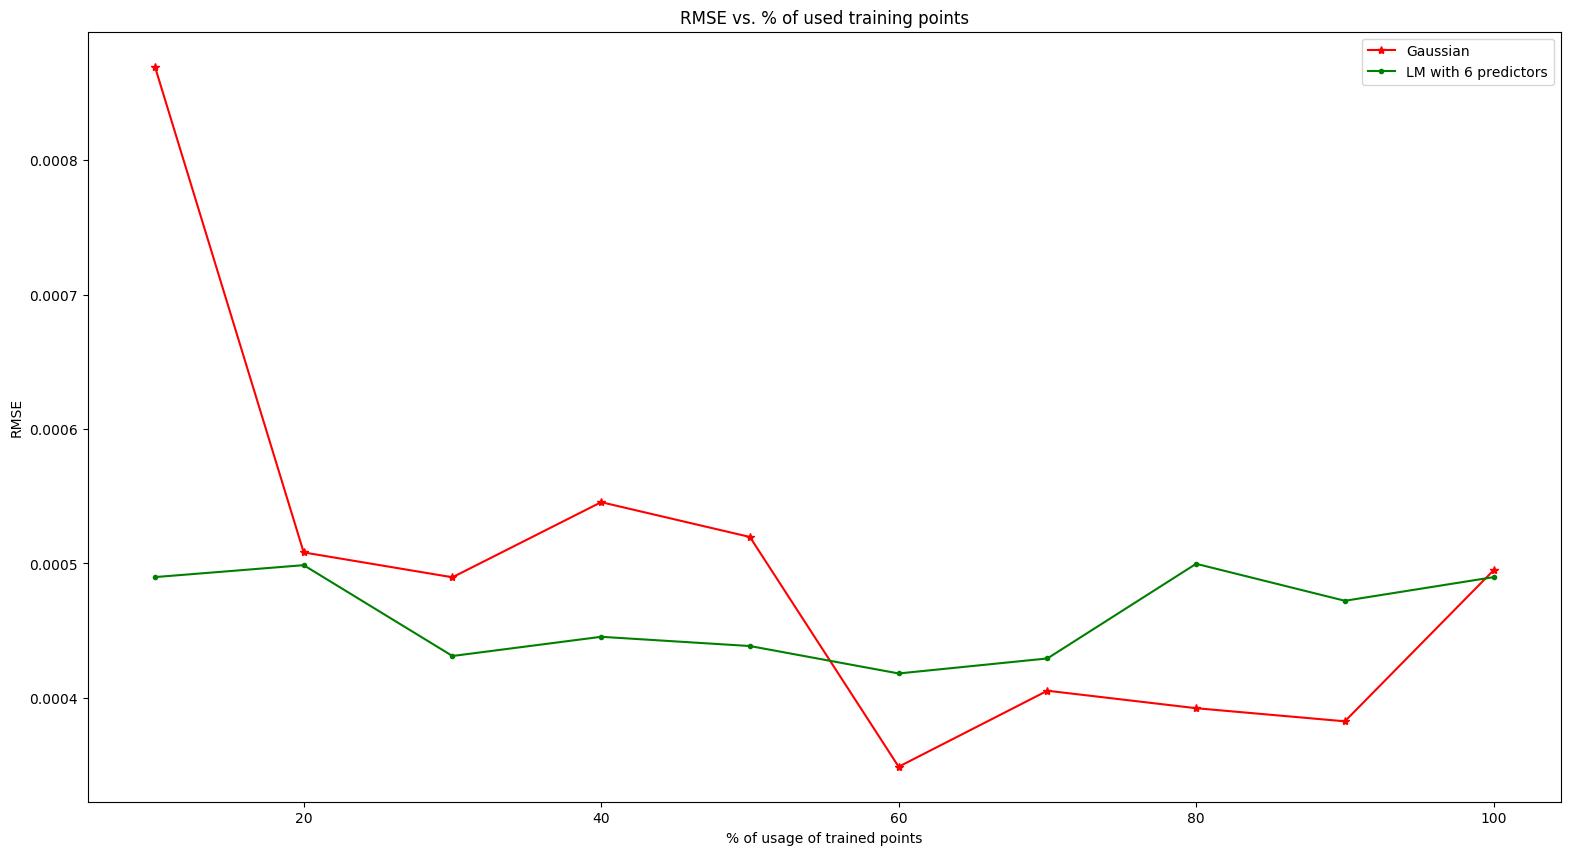 RMSE vs. % of used training points
Gaussian
LM with 6 predictors
0.0008
0.0007
0.0006
0.0005
0.0004
RMSE
20 40 60 80 100
% of usage of trained points